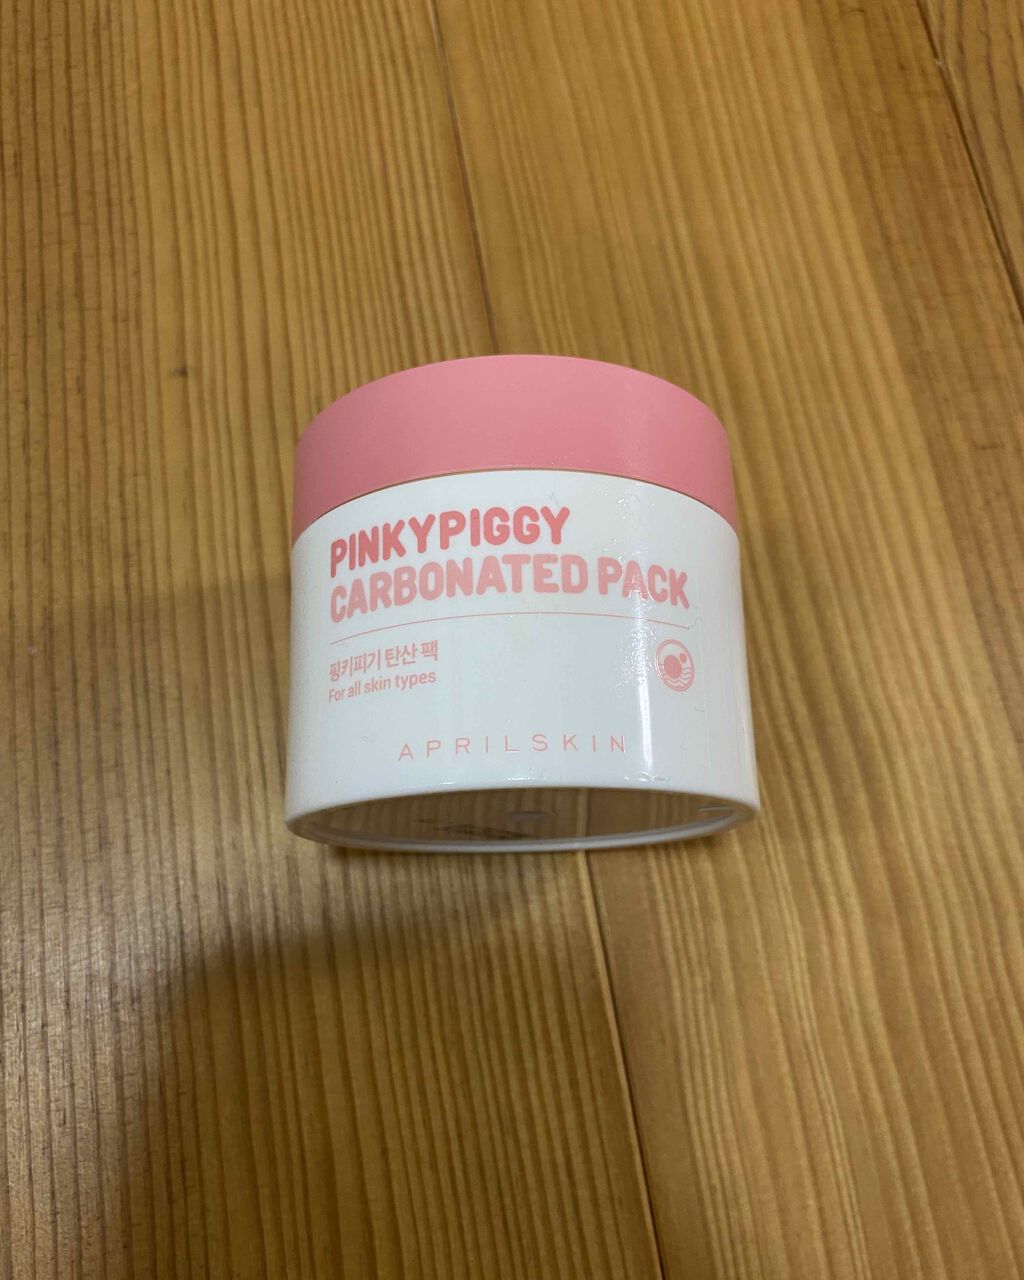 PINKYPIGGY
CARBONATED PACK
핑키피기 탄산 팩
For all skin types
APRILSKIN